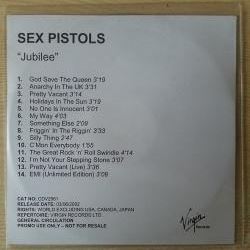 SEX PISTOLS
"Jubilee"
1. God Save The Queen 3'19
2. Anarchy In The UK 3'31
3. Pretty Vacant 3'14
4. Holidays In The Sun 3'19
5. No One Is Innocent 3'01
6. My Way 4'03
7. Something Else 2'09
8. Friggin' In The Riggin' 3'33
9. Silly Thing 2'47
10. C'Mon Everybody 1'55
11. The Great Rock 'n' Roll Swindle 4'14
12. I'm Not Your Stepping Stone 3'07
13. Pretty Vacant (Live) 3'36
14. EMI (Unlimited Edition) 3'09
CAT NO: CDV2961
RELEASE DATE: 03/06/2002
RIGHTS: WORLD EXCLUDING USA, CANADA, JAPAN
REPERTOIRE: VIRGIN RECORDS LTD
GENERAL CIRCULATION
PROMO USE ONLY - NOT FOR RESALE
Virgin